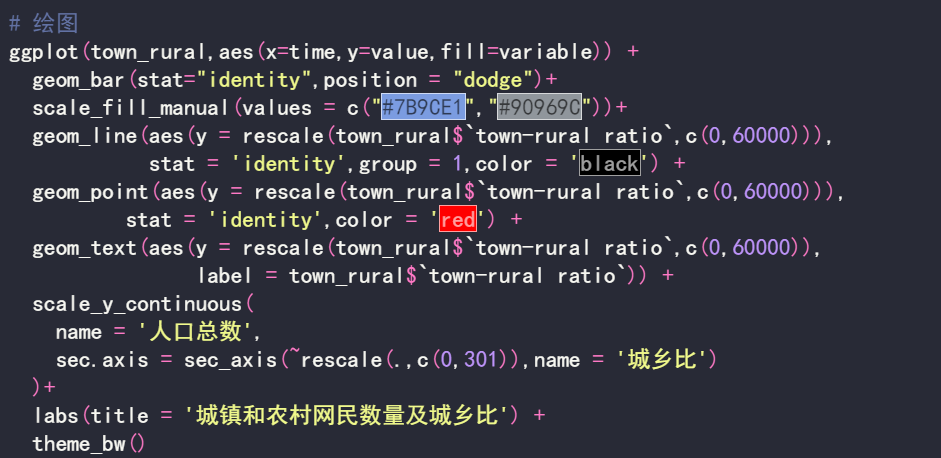 # 绘图
ggplot(town_rural,aes(x=time,y=value,fill=variable)) +
  geom_bar(stat="identity",position = "dodge")+
  scale_fill_manual(values = c("#7B9CE1","#90969C"))+
  geom_line(aes(y = rescale(town_rural$`town-rural ratio`,c(0,60000))),
            stat = 'identity',group = 1,color = 'black') +
  geom_point(aes(y = rescale(town_rural$`town-rural ratio`,c(0,60000))),
          stat = 'identity',color = 'red') +
  geom_text(aes(y = rescale(town_rural$`town-rural ratio`,c(0,60000)),
                label = town_rural$`town-rural ratio`)) +
  scale_y_continuous(
    name = '人口总数',
    sec.axis = sec_axis(~rescale(.,c(0,301)),name = '城乡比')
  )+
  labs(title = '城镇和农村网民数量及城乡比') +
  theme_bw()